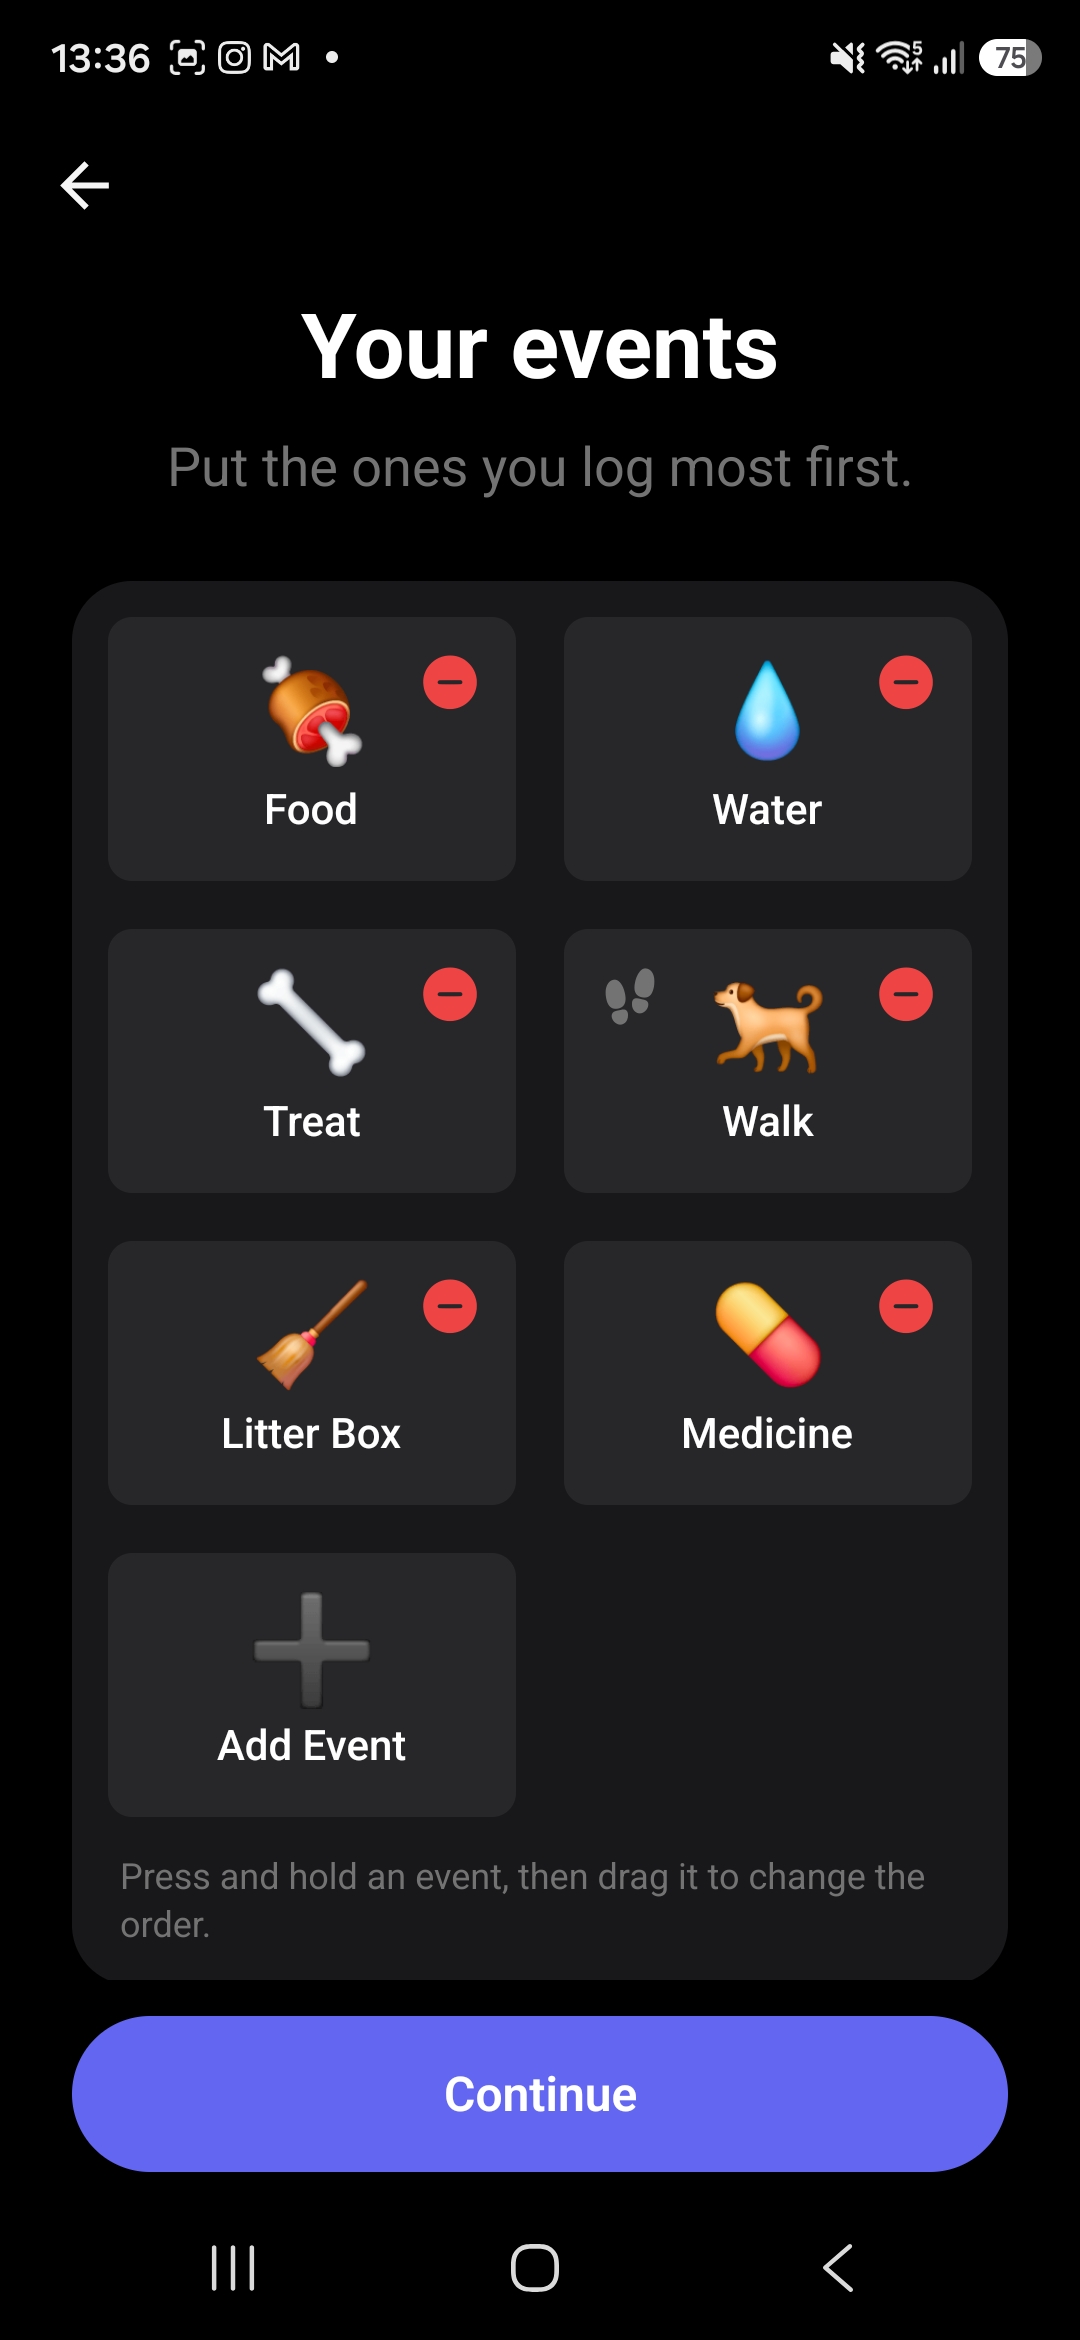 13:36
5
75
Your events
Put the ones you log most first.
Food
Water
Treat
Walk
Litter Box
Medicine
Add Event
Press and hold an event, then drag it to change the
order.
Continue